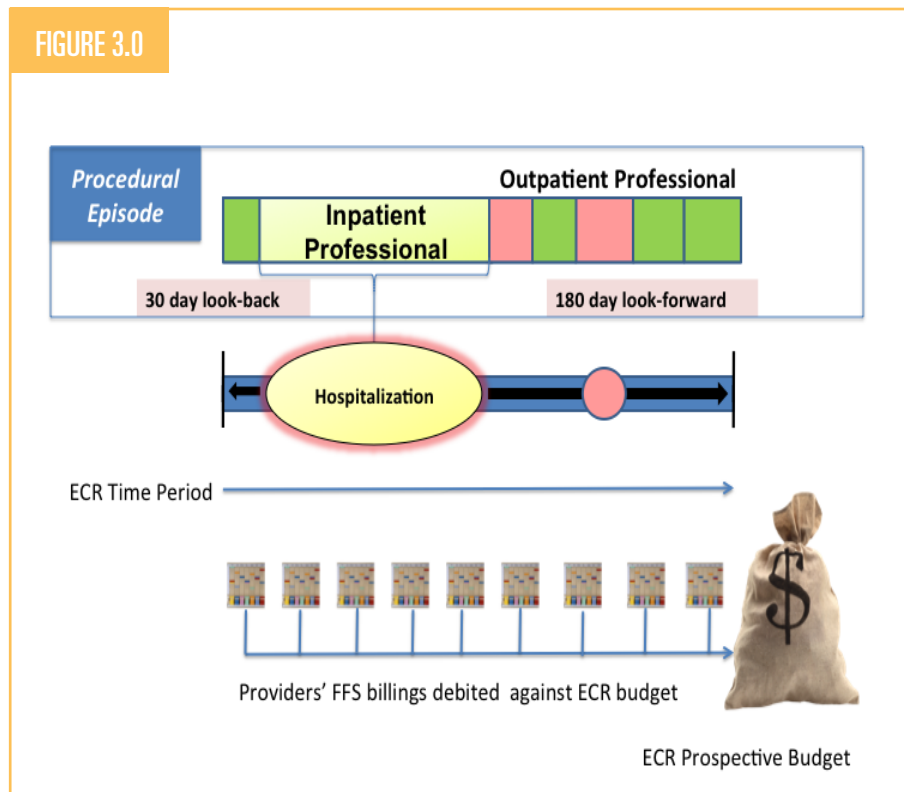 FIGURE 3.0
Procedural
Episode
Outpatient Professional
Inpatient
Professional
30 day look-back
180 day look-forward
Hospitalization
ECR Time Period
$
Providers' FFS billings debited against ECR budget
ECR Prospective Budget